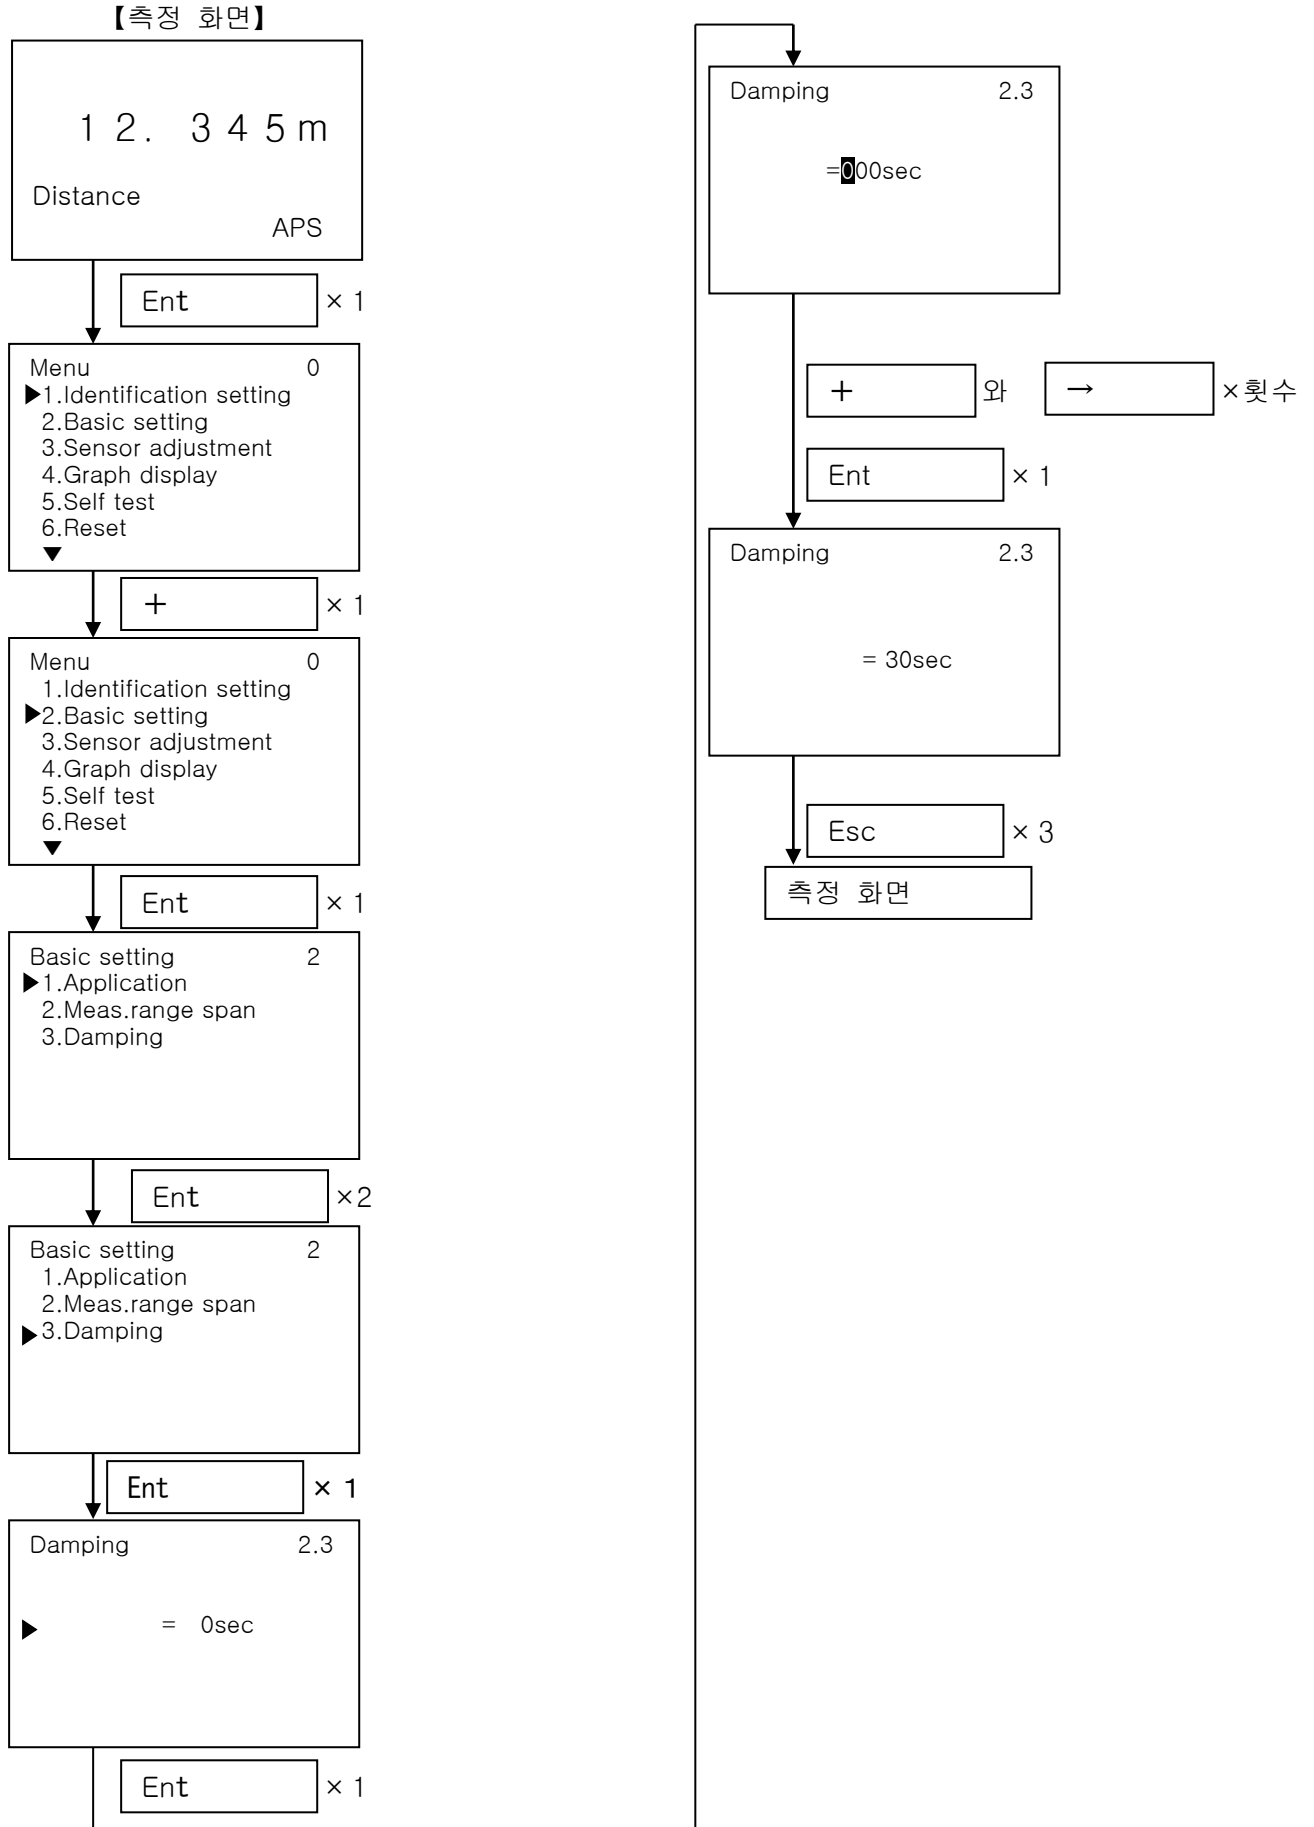 【측정 화면】
12. 345m
Distance
APS
Ent × 1
Menu 0
▶1.Identification setting
2.Basic setting
3.Sensor adjustment
4.Graph display
5.Self test
6.Reset
▼
+ × 1
Menu 0
1.Identification setting
▶2.Basic setting
3.Sensor adjustment
4.Graph display
5.Self test
6.Reset
▼
Ent × 1
Basic setting 2
▶1.Application
2.Meas.range span
3.Damping
Ent ×2
Basic setting 2
1.Application
2.Meas.range span
▶3.Damping
Ent × 1
Damping 2.3
▶ = 0sec
Ent × 1
Damping 2.3
=000sec
+ 와 → ×횟수
Ent × 1
Damping 2.3
= 30sec
Esc × 3
측정 화면